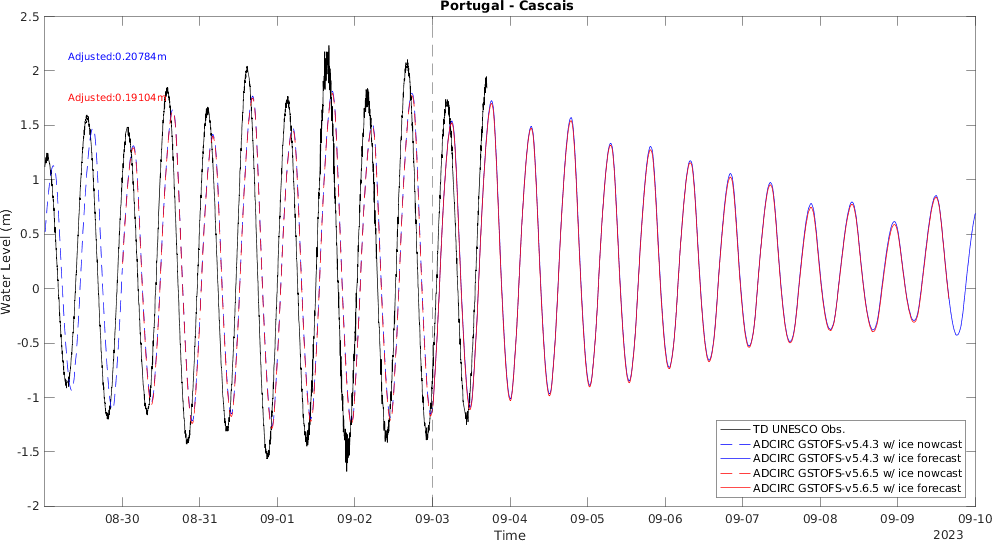 Portugal - Cascais
2.5
2
1.5
1
0.5
0
-0.5
-1
-1.5
-2
Water Level (m)
Adjusted:0.20784m
Adjusted:0.19104m
TD UNESCO Obs.
ADCIRC GSTOFS-v5.4.3 w/ ice nowcast
ADCIRC GSTOFS-v5.4.3 w/ ice forecast
ADCIRC GSTOFS-v5.6.5 w/ ice nowcast
ADCIRC GSTOFS-v5.6.5 w/ ice forecast
08-30 08-31 09-01 09-02 09-03 09-04 09-05 09-06 09-07 09-08 09-09 09-10
Time
2023